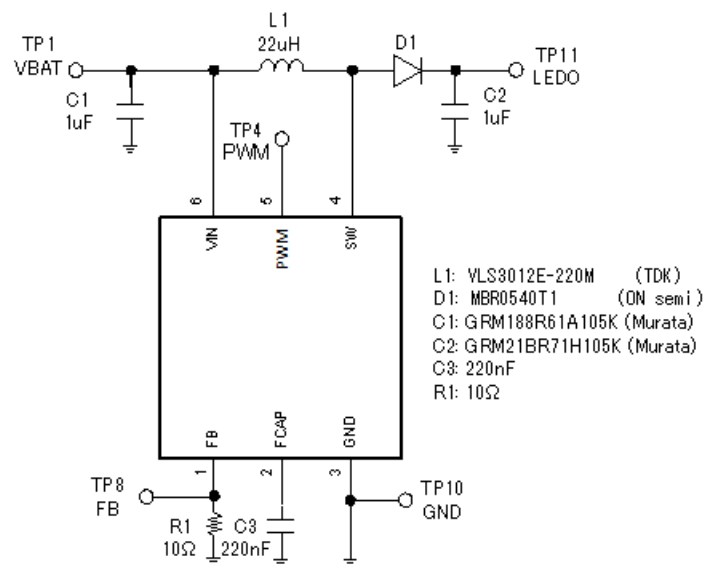 L1
22uH
D1
TP1
VBAT
TP11
LEDO
C1
1uF
C2
1uF
TP4
PWM
6
5
4
VIN
PWM
SW
L1: VLS3012E-220M (TDK)
D1: MBR0540T1 (ON semi)
C1: GRM188R61A105K (Murata)
C2: GRM21BR71H105K (Murata)
C3: 220nF
R1: 10Ω
FB
FCAP
GND
1
2
3
TP8
FB
TP10
GND
R1
10Ω
C3
220nF